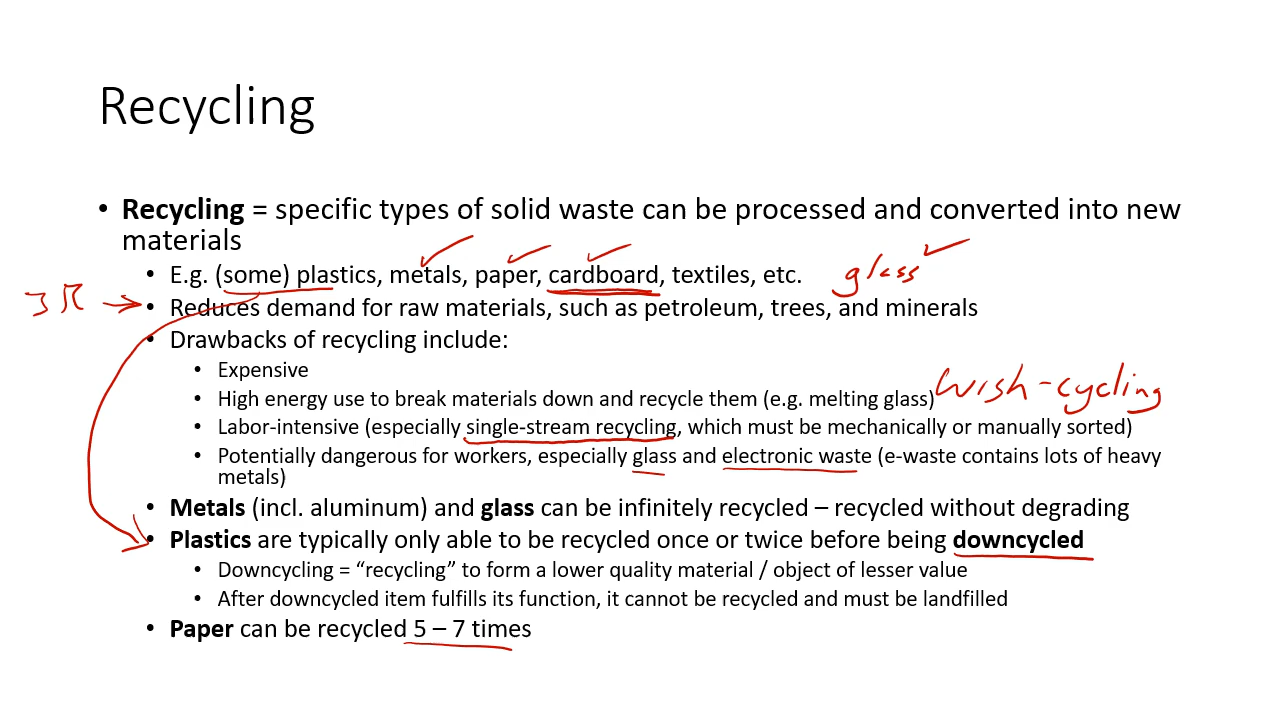 Recycling
• Recycling = specific types of solid waste can be processed and converted into new
materials
• E.g. (some) plastics, metals, paper, cardboard, textiles, etc. glass
3R
• Reduces demand for raw materials, such as petroleum, trees, and minerals
• Drawbacks of recycling include:
• Expensive
• High energy use to break materials down and recycle them (e.g. melting glass)
wish-cycling
• Labor-intensive (especially single-stream recycling, which must be mechanically or manually sorted)
• Potentially dangerous for workers, especially glass and electronic waste (e-waste contains lots of heavy
metals)
• Metals (incl. aluminum) and glass can be infinitely recycled – recycled without degrading
• Plastics are typically only able to be recycled once or twice before being downcycled
• Downcycling = “recycling” to form a lower quality material / object of lesser value
• After downcycled item fulfills its function, it cannot be recycled and must be landfilled
• Paper can be recycled 5 – 7 times